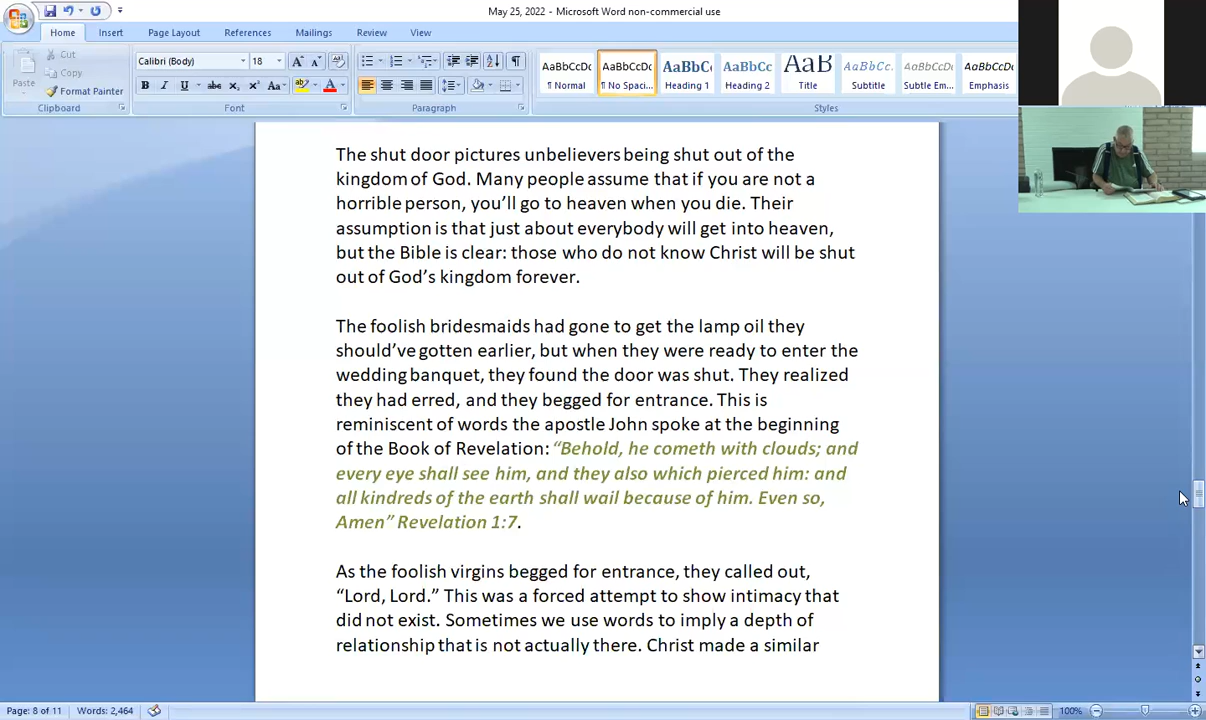 May 25, 2022 - Microsoft Word non-commercial use
Home Insert Page Layout References Mailings Review View
Cut
Copy
Paste
Format Painter
Clipboard
Calibri (Body) 18
Font
Paragraph
AaBbCcDc AaBbCcDc AaBbC AaBbCc AaB AaBbCc. AaBbCcDc AaBbCcDc
¶ Normal ¶ No Spaci... Heading 1 Heading 2 Title Subtitle Subtle Em... Emphasis
Styles
The shut door pictures unbelievers being shut out of the
kingdom of God. Many people assume that if you are not a
horrible person, you’ll go to heaven when you die. Their
assumption is that just about everybody will get into heaven,
but the Bible is clear: those who do not know Christ will be shut
out of God’s kingdom forever.
The foolish bridesmaids had gone to get the lamp oil they
should’ve gotten earlier, but when they were ready to enter the
wedding banquet, they found the door was shut. They realized
they had erred, and they begged for entrance. This is
reminiscent of words the apostle John spoke at the beginning
of the Book of Revelation: “Behold, he cometh with clouds; and
every eye shall see him, and they also which pierced him: and
all kindreds of the earth shall wail because of him. Even so,
Amen” Revelation 1:7.
As the foolish virgins begged for entrance, they called out,
“Lord, Lord.” This was a forced attempt to show intimacy that
did not exist. Sometimes we use words to imply a depth of
relationship that is not actually there. Christ made a similar
Page: 8 of 11 Words: 2,464 100%